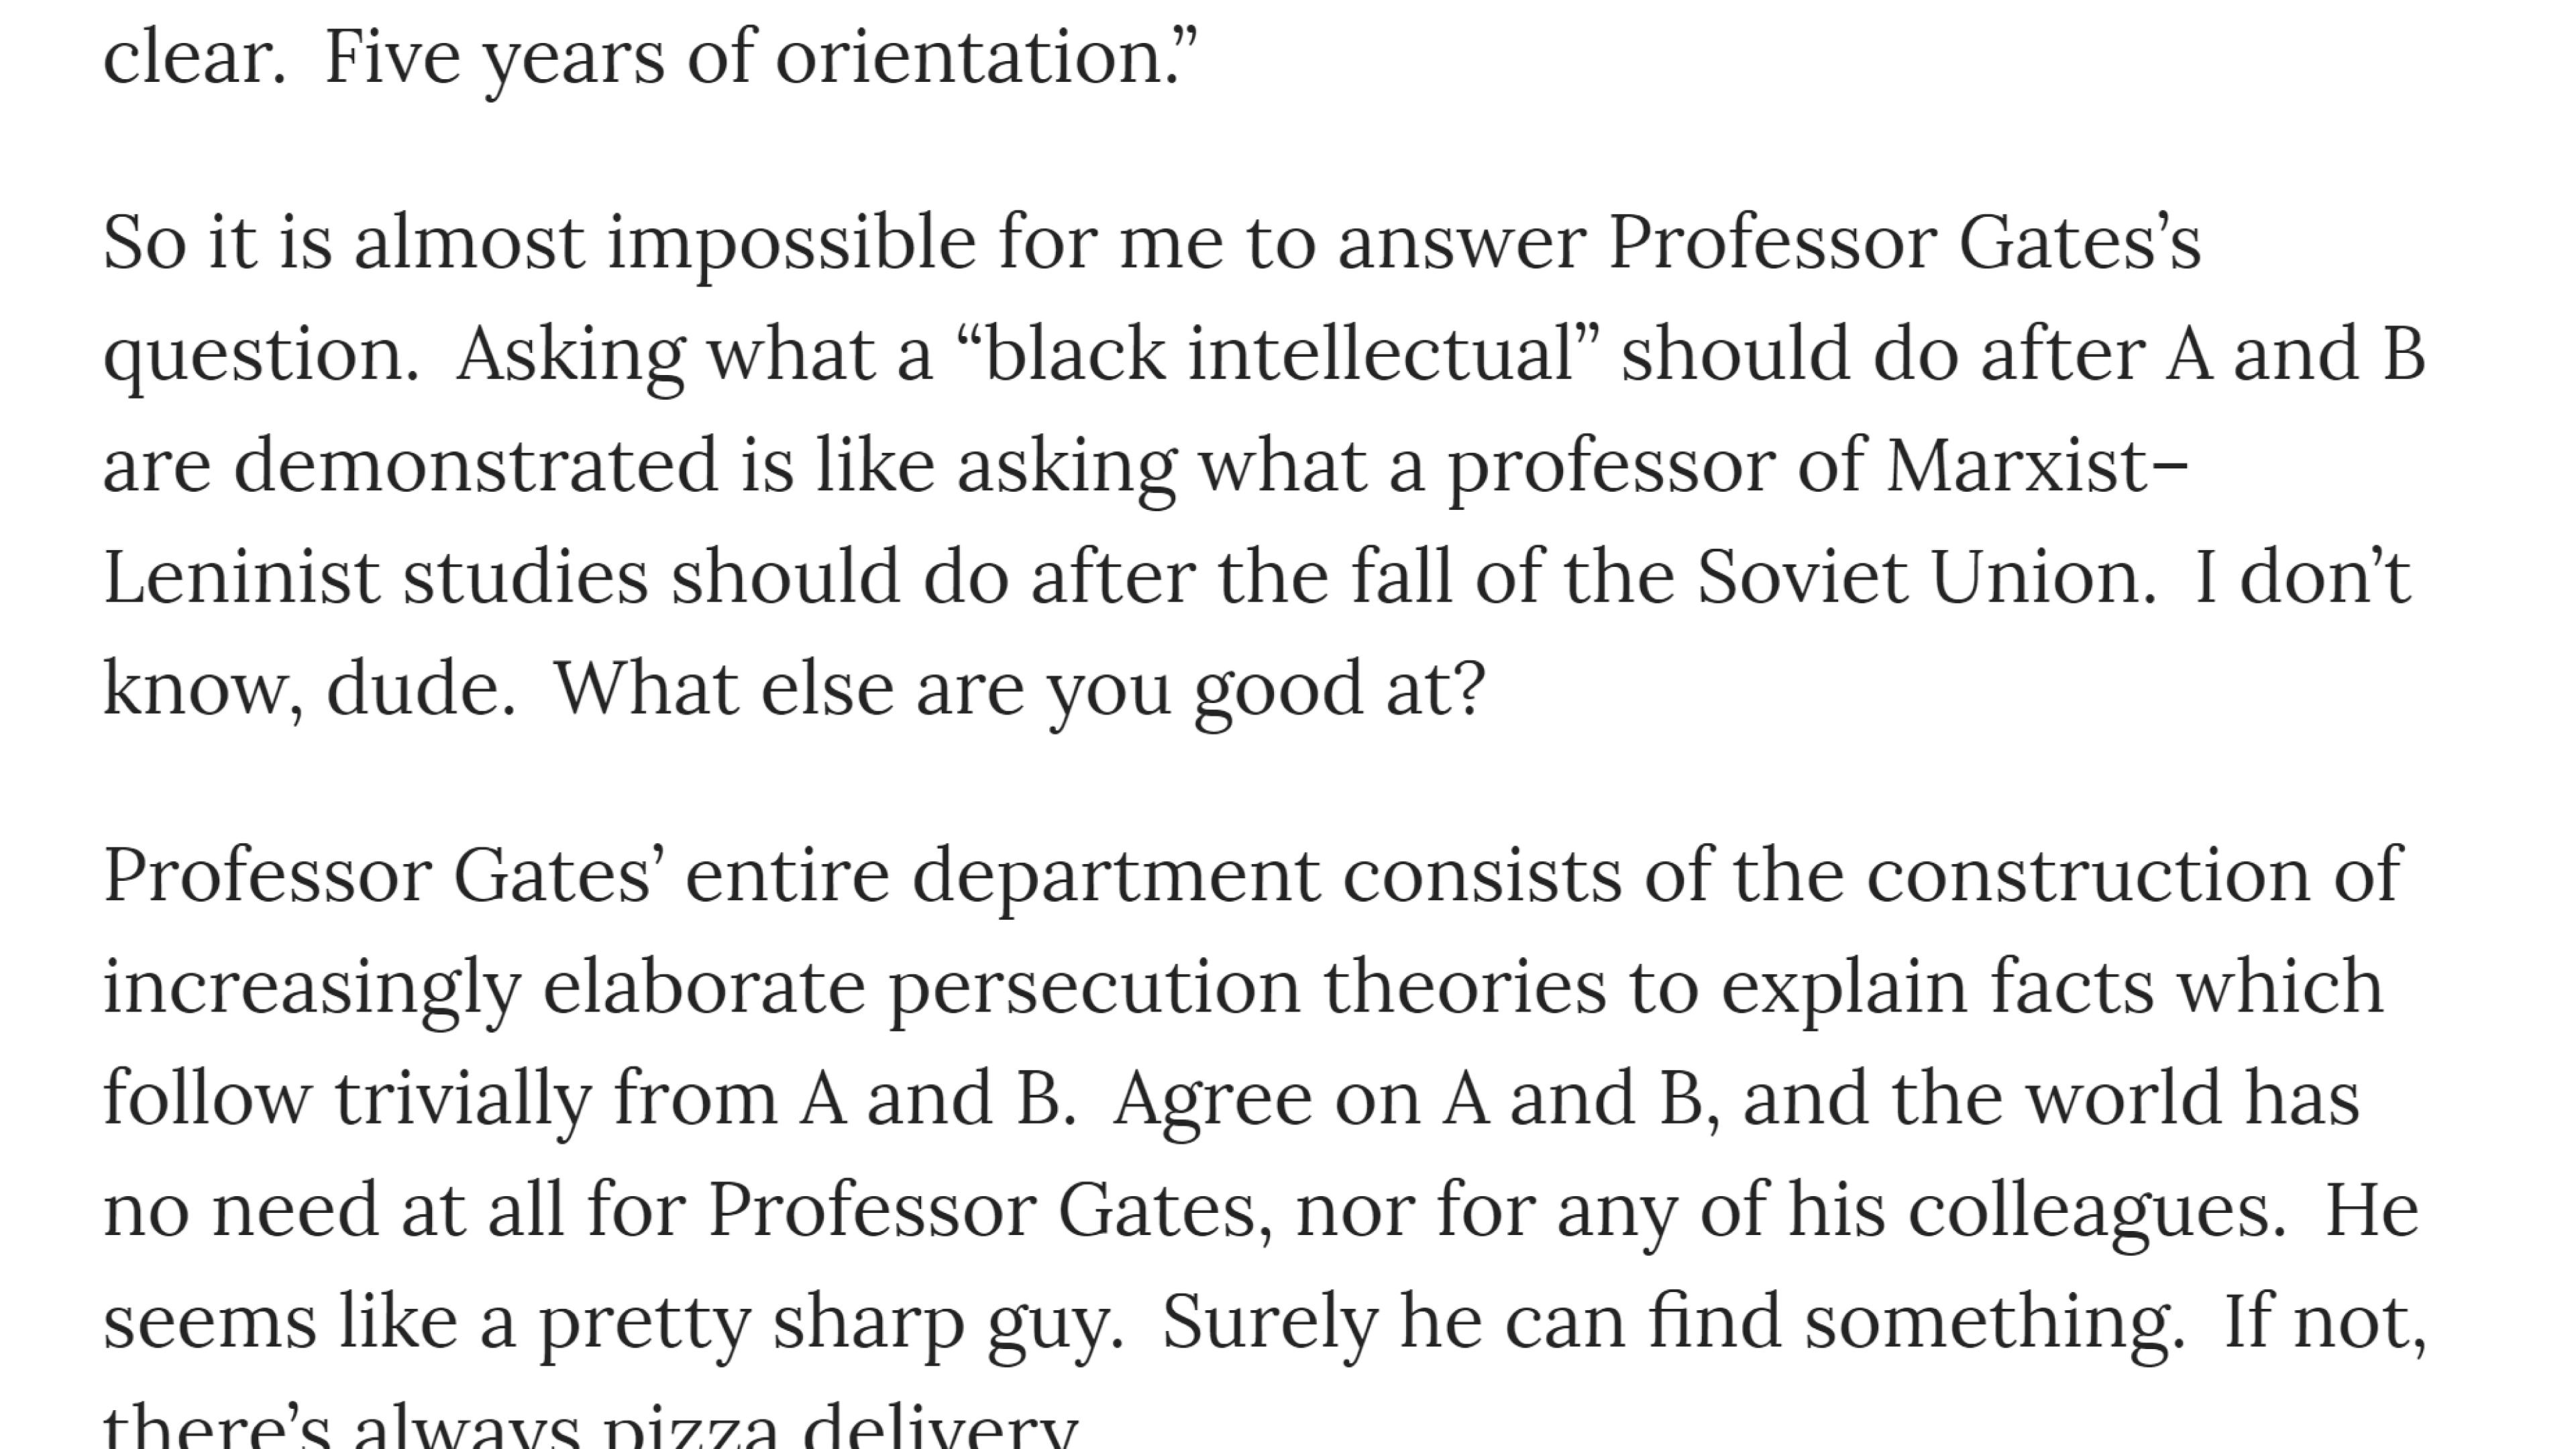 clear.  Five years of orientation.”
So it is almost impossible for me to answer Professor Gates’s
question.  Asking what a “black intellectual” should do after A and B
are demonstrated is like asking what a professor of Marxist–
Leninist studies should do after the fall of the Soviet Union.  I don’t
know, dude.  What else are you good at?
Professor Gates’ entire department consists of the construction of
increasingly elaborate persecution theories to explain facts which
follow trivially from A and B.  Agree on A and B, and the world has
no need at all for Professor Gates, nor for any of his colleagues.  He
seems like a pretty sharp guy.  Surely he can find something.  If not,
there’s always pizza delivery